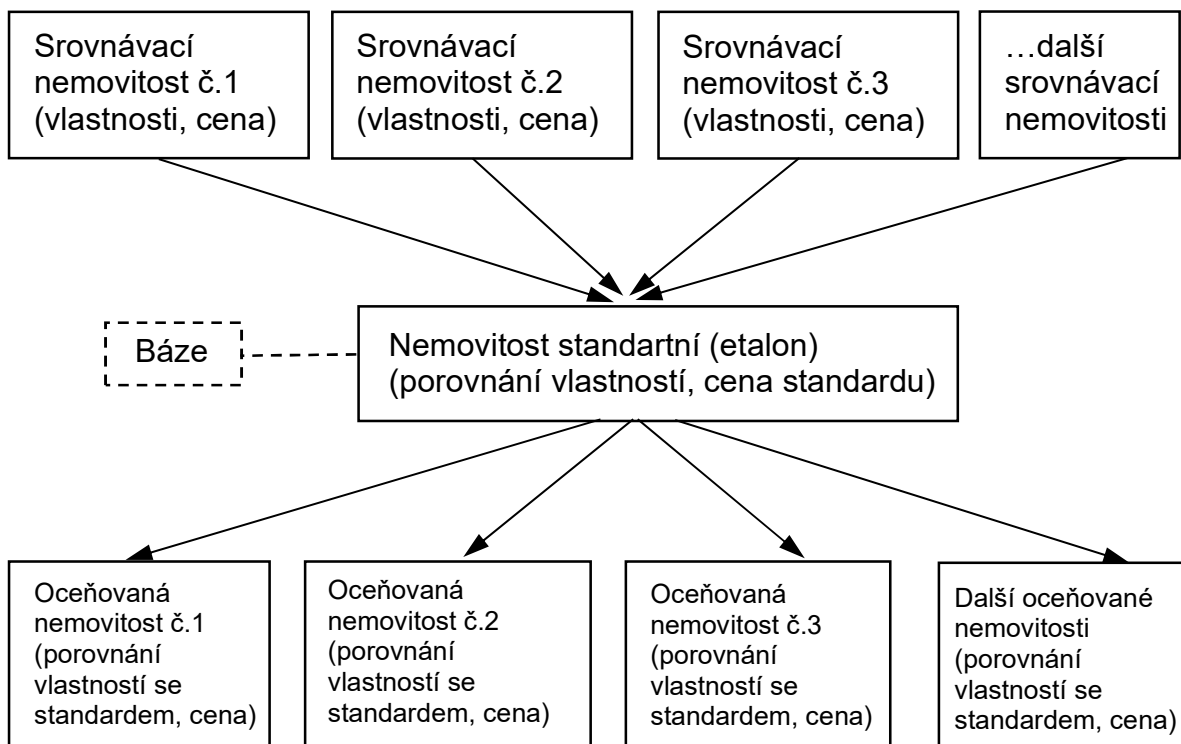 Srovnávací
nemovitost č.1
(vlastnosti, cena)
Srovnávací
nemovitost č.2
(vlastnosti, cena)
Srovnávací
nemovitost č.3
(vlastnosti, cena)
…další
srovnávací
nemovitosti
Báze
Nemovitost standartní (etalon)
(porovnání vlastností, cena standardu)
Oceňovaná
nemovitost č.1
(porovnání
vlastností se
standardem, cena)
Oceňovaná
nemovitost č.2
(porovnání
vlastností se
standardem, cena)
Oceňovaná
nemovitost č.3
(porovnání
vlastností se
standardem, cena)
Další oceňované
nemovitosti
(porovnání
vlastností se
standardem, cena)